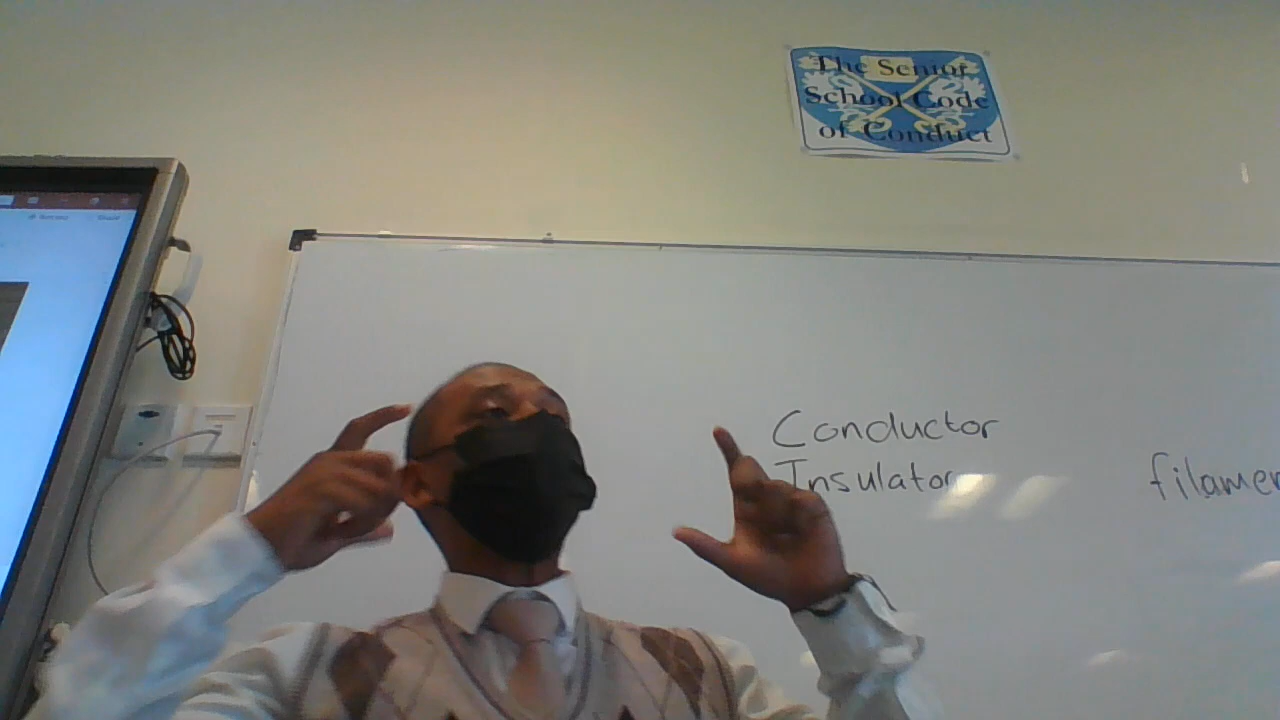 The Senior
School Code
of Conduct
Conductor
Insulator